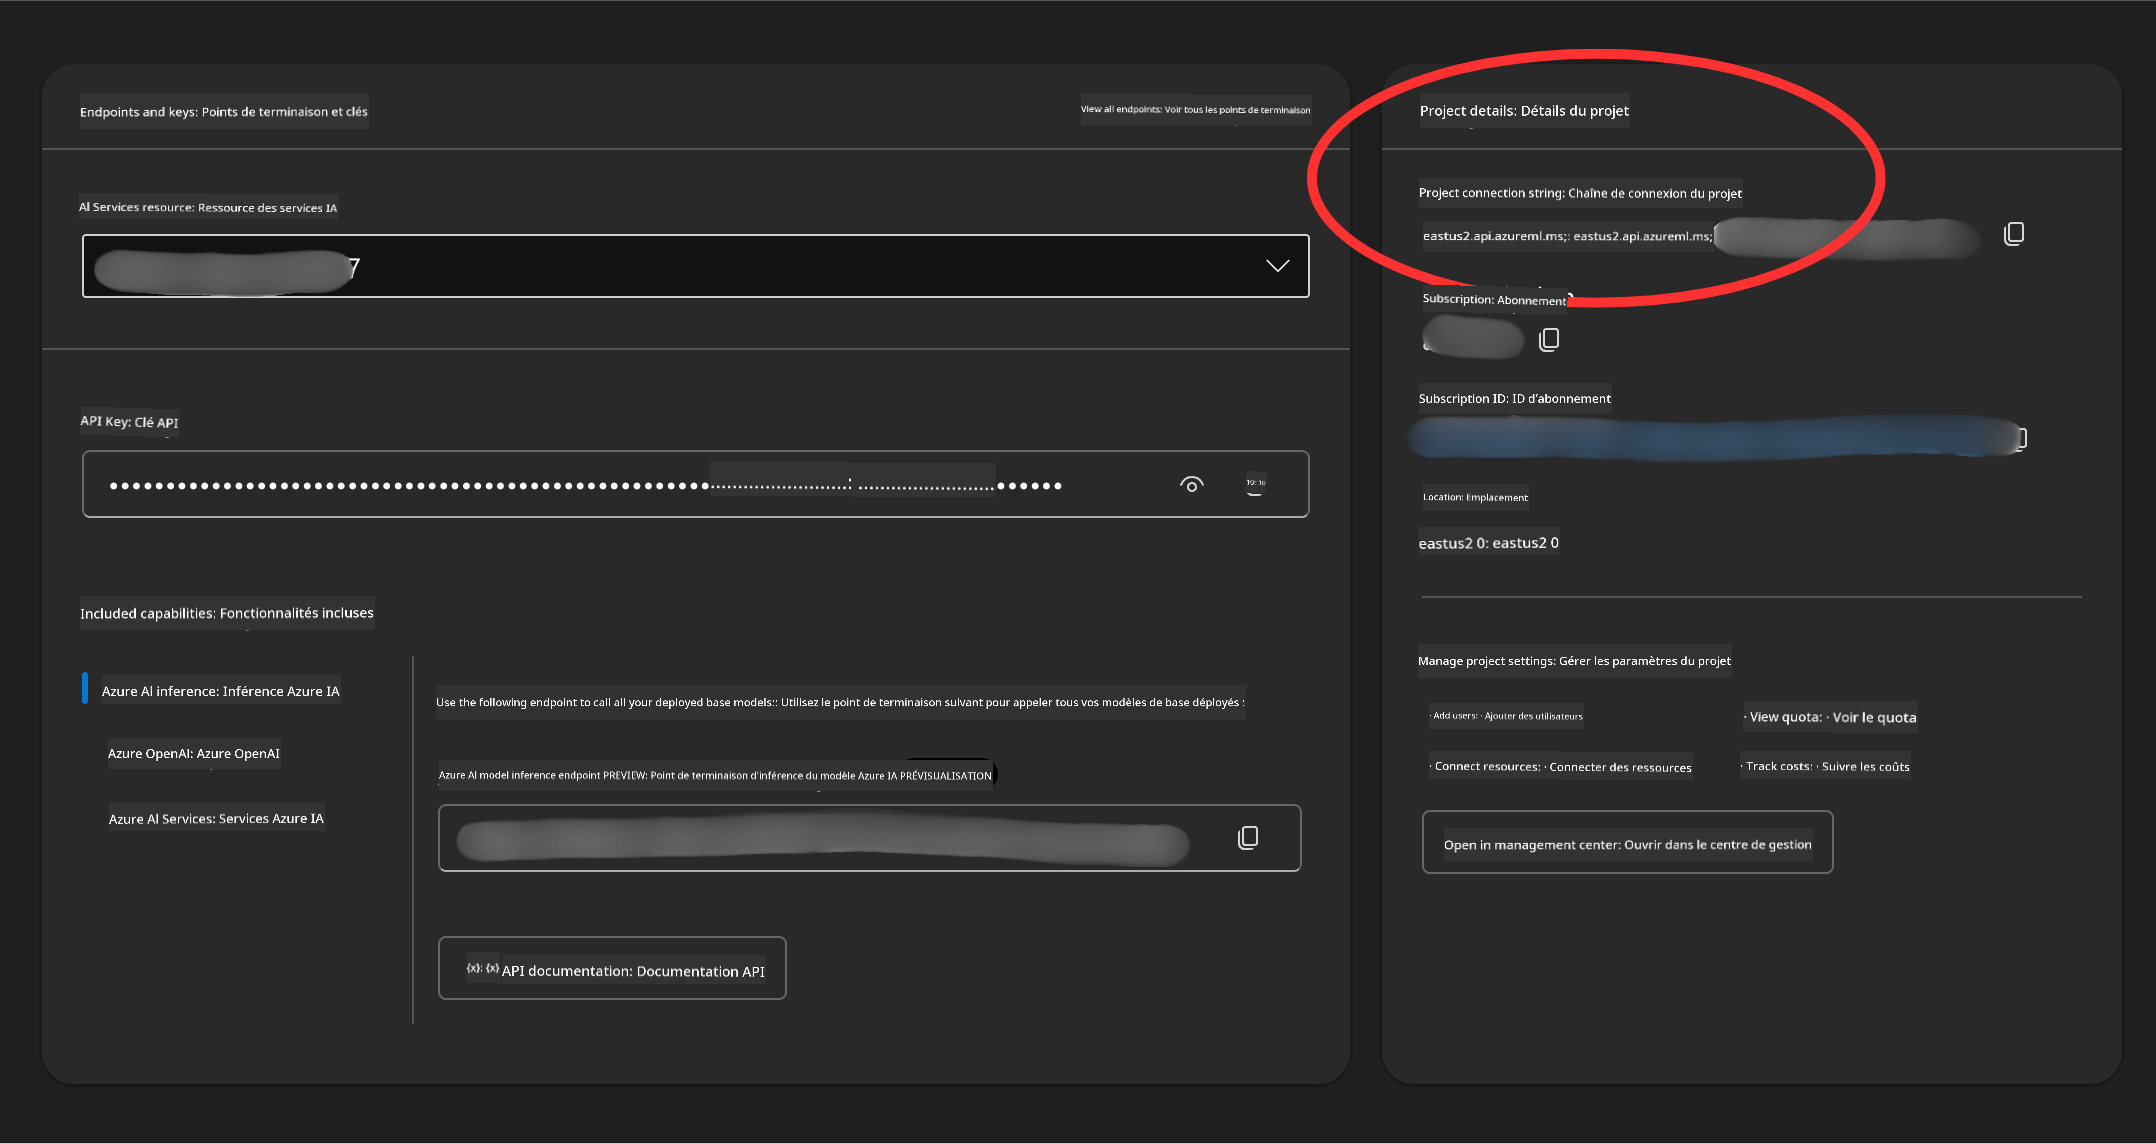 Endpoints and keys: Points de terminaison et clés
View all endpoints: Voir tous les points de terminaison
AI Services resource: Ressource des services IA
7
API Key: Clé API
Included capabilities: Fonctionnalités incluses
Azure AI inference: Inférence Azure IA
Azure OpenAI: Azure OpenAI
Azure AI Services: Services Azure IA
Use the following endpoint to call all your deployed base models:: Utilisez le point de terminaison suivant pour appeler tous vos modèles de base déployés :
Azure AI model inference endpoint PREVIEW: Point de terminaison d'inférence du modèle Azure IA PRÉVISUALISATION
{x}: {x} API documentation: Documentation API
Project details: Détails du projet
Project connection string: Chaîne de connexion du projet
eastus2.api.azureml.ms;: eastus2.api.azureml.ms;
Subscription: Abonnement
Subscription ID: ID d'abonnement
Location: Emplacement
eastus2 0: eastus2 0
Manage project settings: Gérer les paramètres du projet
· Add users: · Ajouter des utilisateurs
· View quota: · Voir le quota
· Connect resources: · Connecter des ressources
· Track costs: · Suivre les coûts
Open in management center: Ouvrir dans le centre de gestion